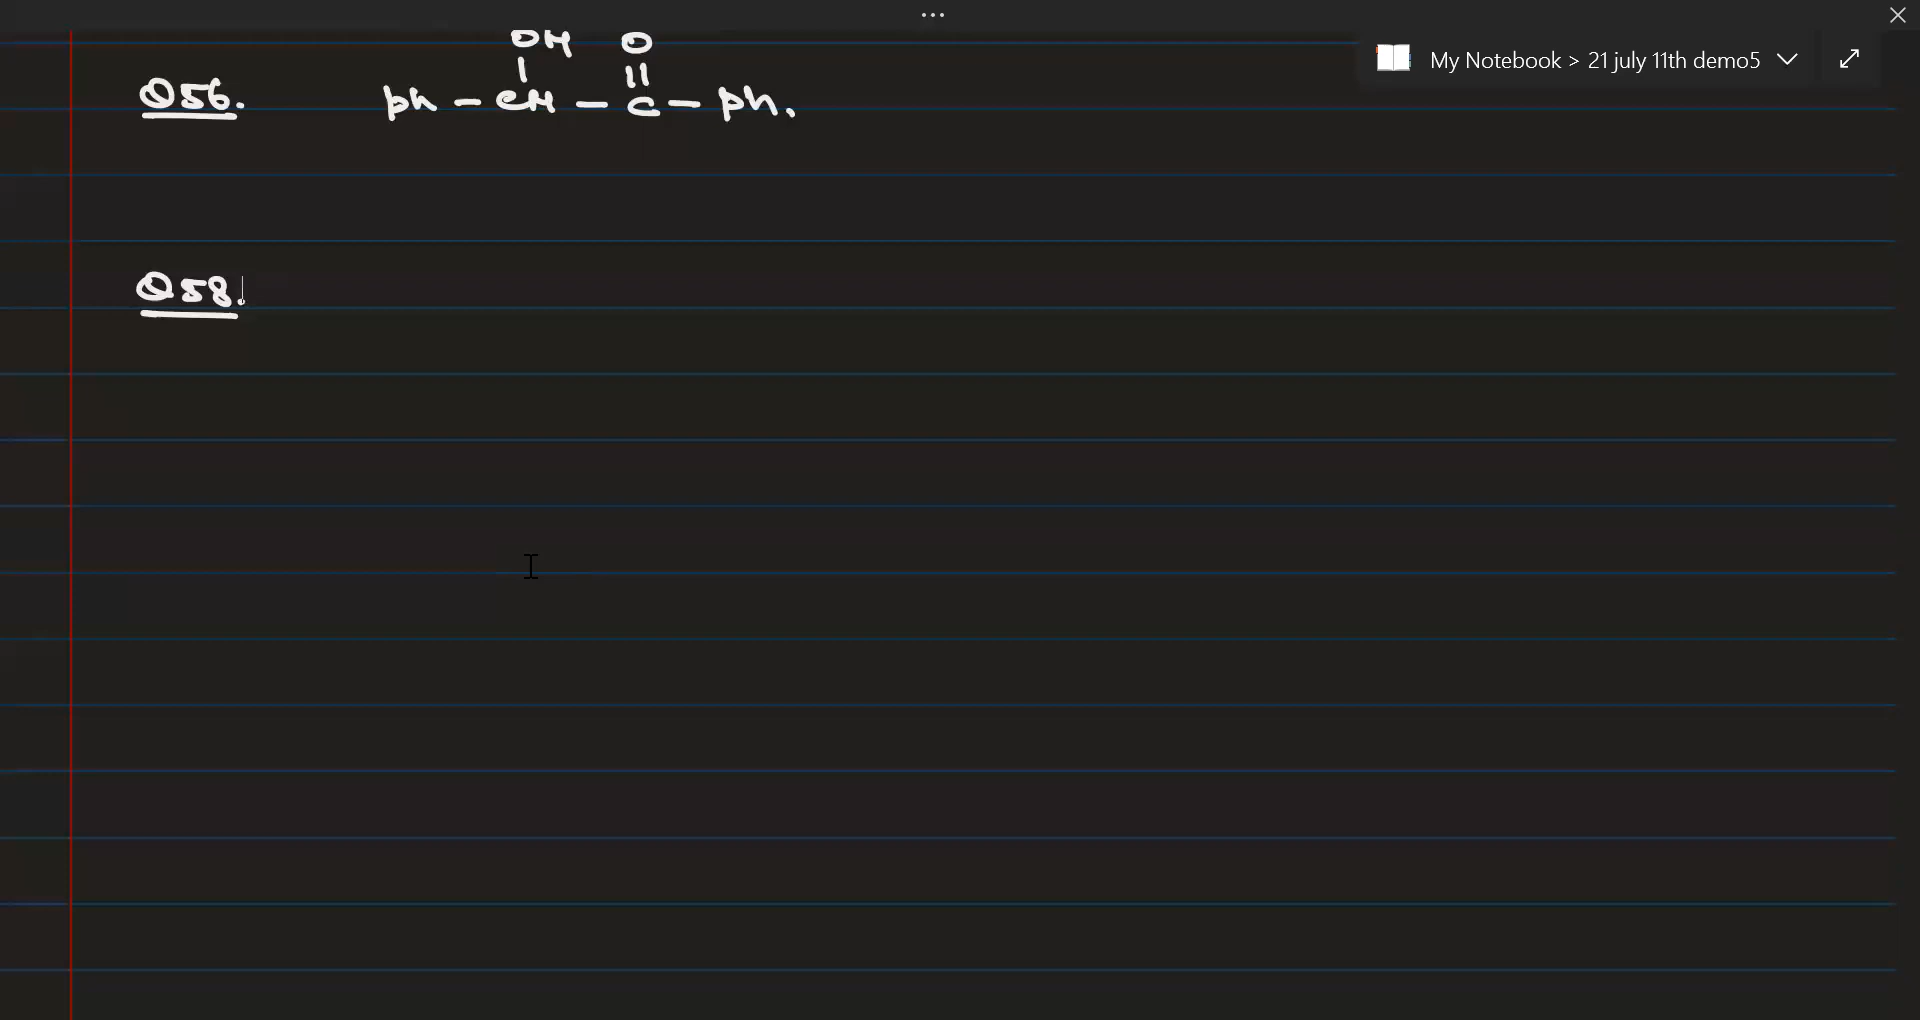 ...
My Notebook > 21 july 11th demo5
OH O
| ||
Q56. ph - CH - C - ph.
Q58.